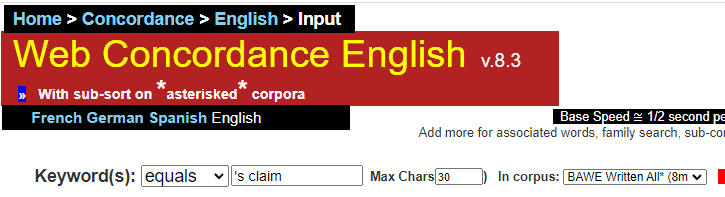 Home > Concordance > English > Input
Web Concordance English v.8.3
» With sub-sort on *asterisked* corpora
French German Spanish English
Base Speed ≅ 1/2 second pe
Add more for associated words, family search, sub-co
Keyword(s): equals 's claim Max Chars 30 ) In corpus: BAWE Written All* (8m